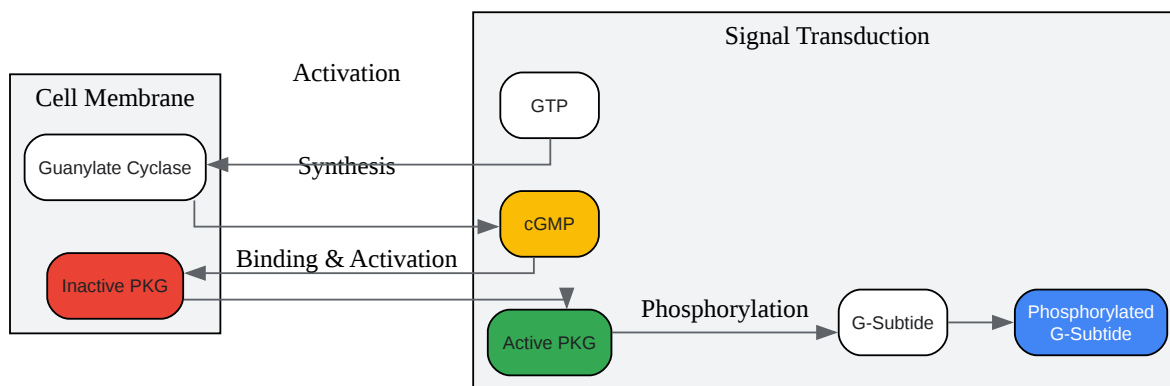 Signal Transduction
Activation
Cell Membrane
GTP
Guanylate Cyclase
Synthesis
cGMP
Binding & Activation
Inactive PKG
Phosphorylation
Active PKG
G-Subtide
Phosphorylated
G-Subtide